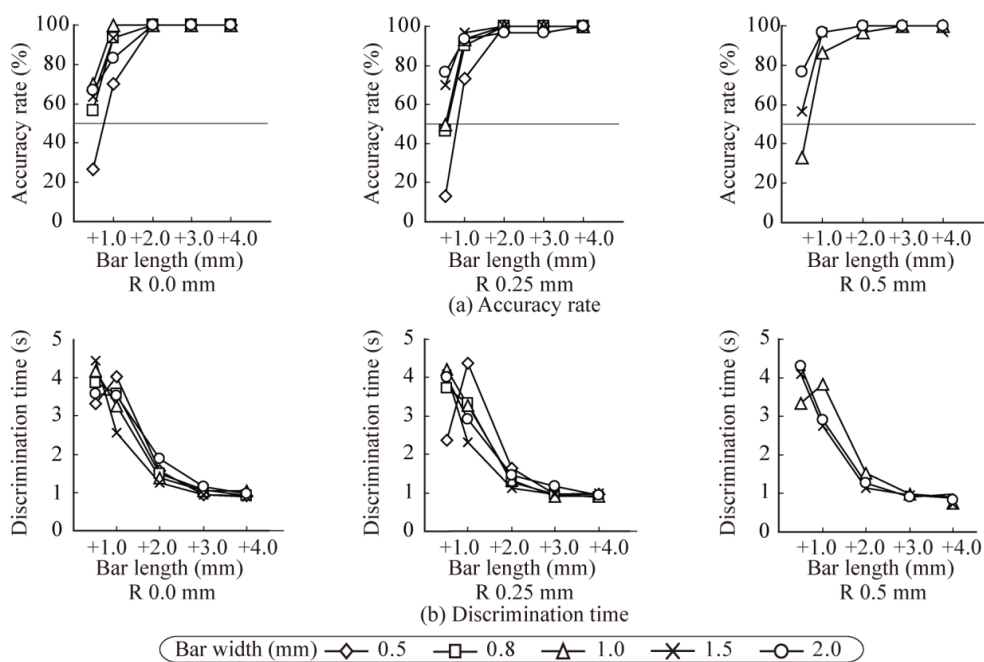 Accuracy rate (%)
100
80
60
40
20
0
+1.0 +2.0 +3.0 +4.0
Bar length (mm)
R 0.0 mm
Accuracy rate (%)
100
80
60
40
20
0
+1.0 +2.0 +3.0 +4.0
Bar length (mm)
R 0.25 mm
Accuracy rate (%)
100
80
60
40
20
0
+1.0 +2.0 +3.0 +4.0
Bar length (mm)
R 0.5 mm
(a) Accuracy rate
Discrimination time (s)
5
4
3
2
1
0
+1.0 +2.0 +3.0 +4.0
Bar length (mm)
R 0.0 mm
Discrimination time (s)
5
4
3
2
1
0
+1.0 +2.0 +3.0 +4.0
Bar length (mm)
R 0.25 mm
Discrimination time (s)
5
4
3
2
1
0
+1.0 +2.0 +3.0 +4.0
Bar length (mm)
R 0.5 mm
(b) Discrimination time
Bar width (mm) 0.5 0.8 1.0 1.5 2.0